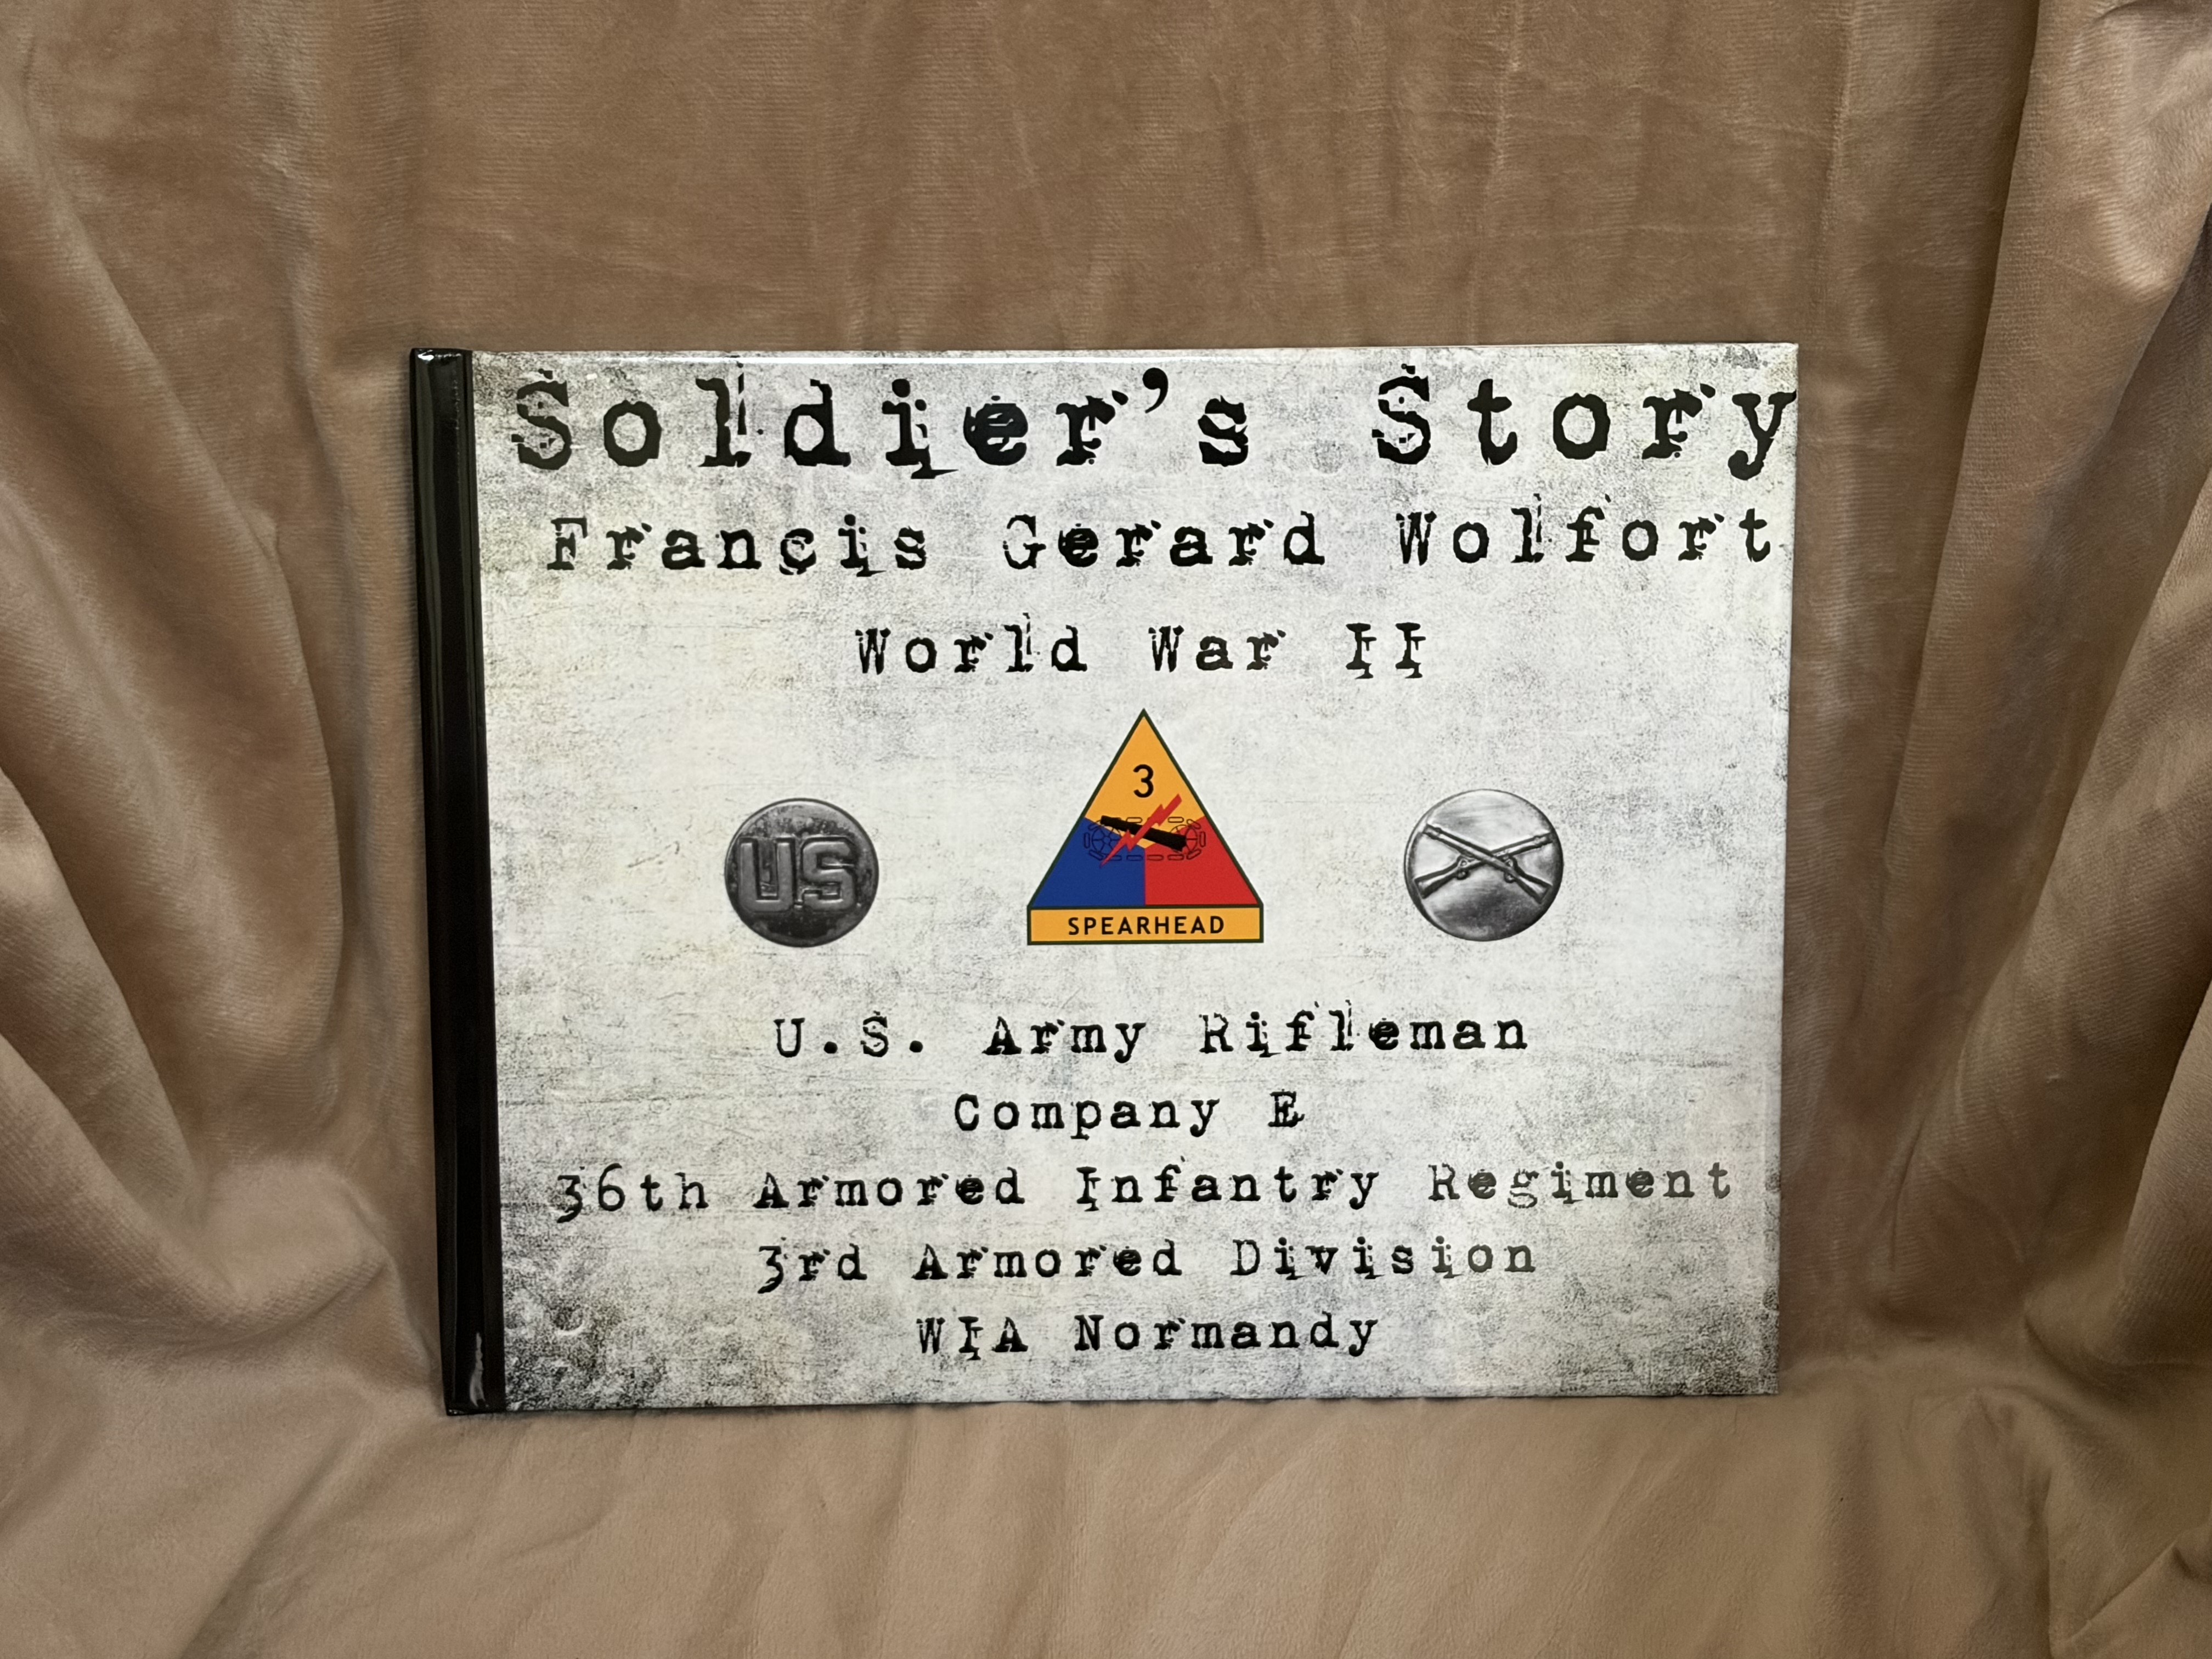 Soldier's Story
Francis Gerard Wolfort
World War II
3
US
SPEARHEAD
U.S. Army Rifleman
Company E
36th Armored Infantry Regiment
3rd Armored Division
WIA Normandy